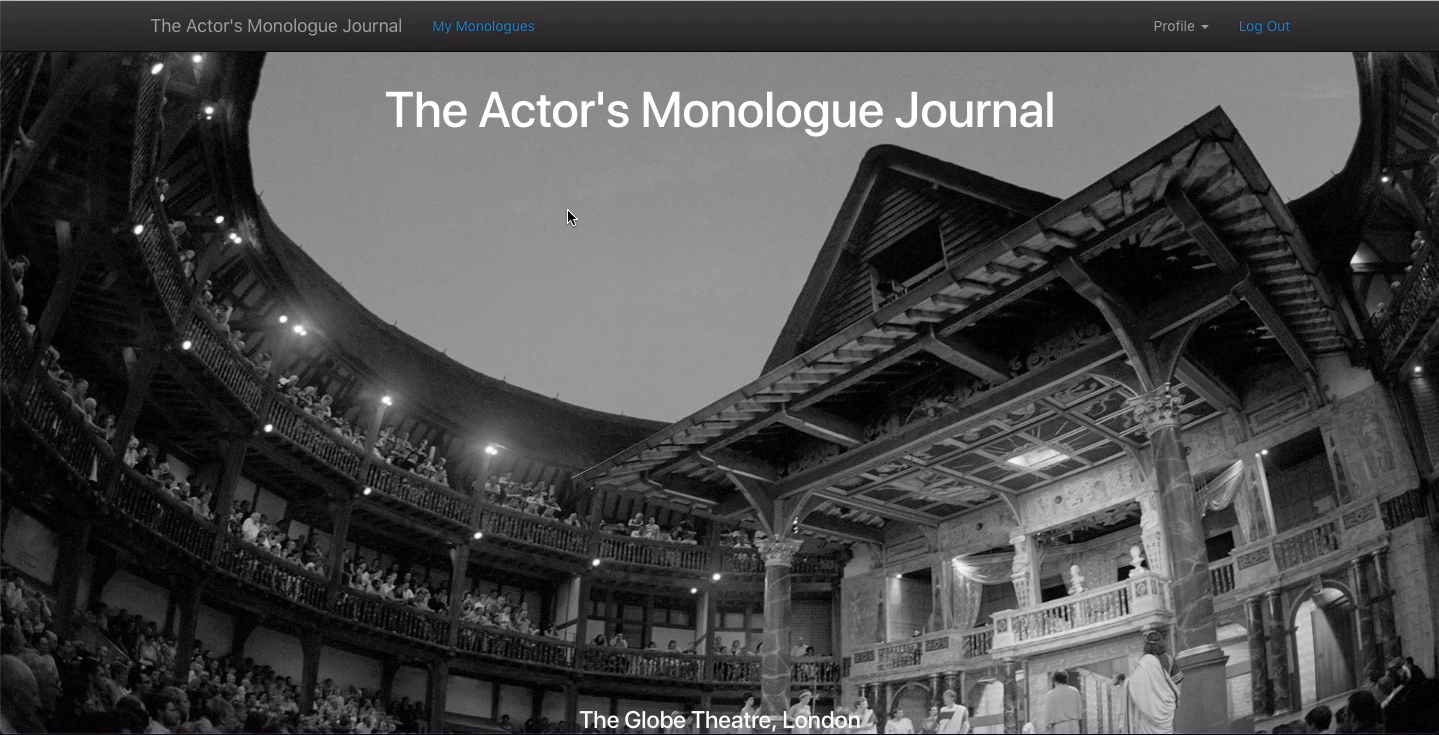 The Actor's Monologue Journal My Monologues Profile Log Out
The Actor's Monologue Journal
The Globe Theatre, London